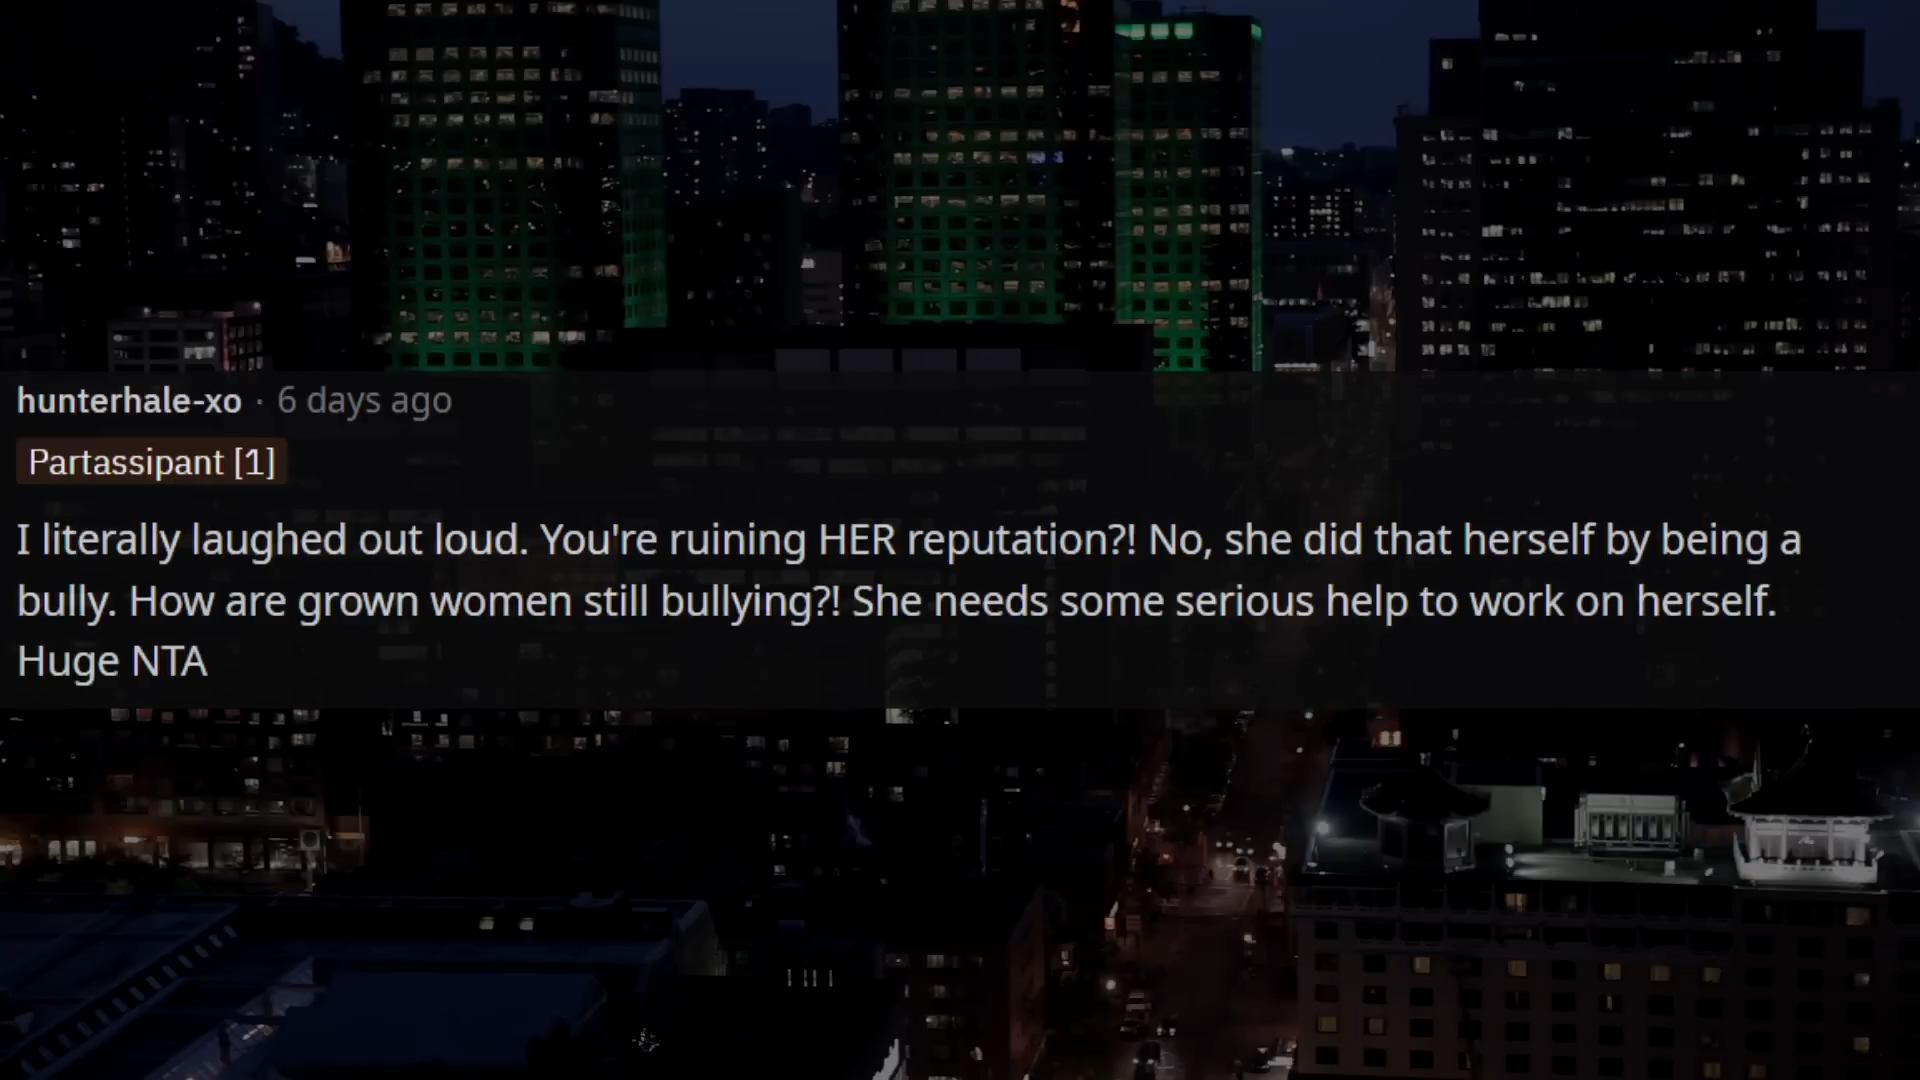 hunterhale-xo · 6 days ago
Partassipant [1]
I literally laughed out loud. You're ruining HER reputation?! No, she did that herself by being a
bully. How are grown women still bullying?! She needs some serious help to work on herself.
Huge NTA